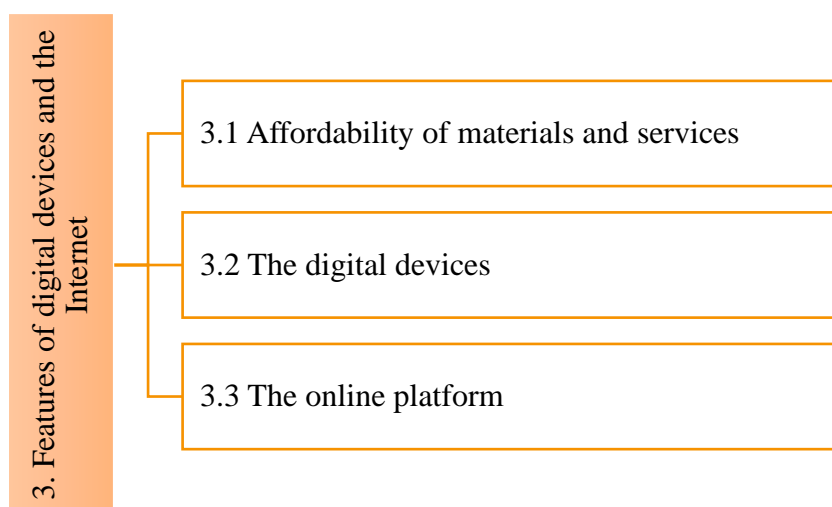 3. Features of digital devices and the
Internet
3.1 Affordability of materials and services
3.2 The digital devices
3.3 The online platform